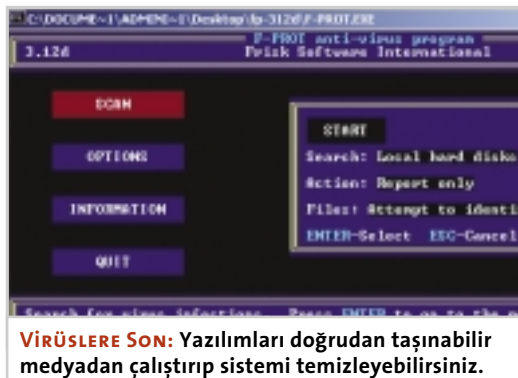 C:\DOCUME~1\ADMINI~1\Desktop\fp-312d\F-PROT.EXE
F-PROT anti-virus program
3.12d Frisk Software International
SCAN
START
OPTIONS
Search: Local hard disks
Action: Report only
INFORMATION
Files: Attempt to identi
ENTER-Select ESC-Cancel
QUIT
Search for virus infections. Press ENTER to go to the
VİRÜSLERE SON: Yazılımları doğrudan taşınabilir
medyadan çalıştırıp sistemi temizleyebilirsiniz.